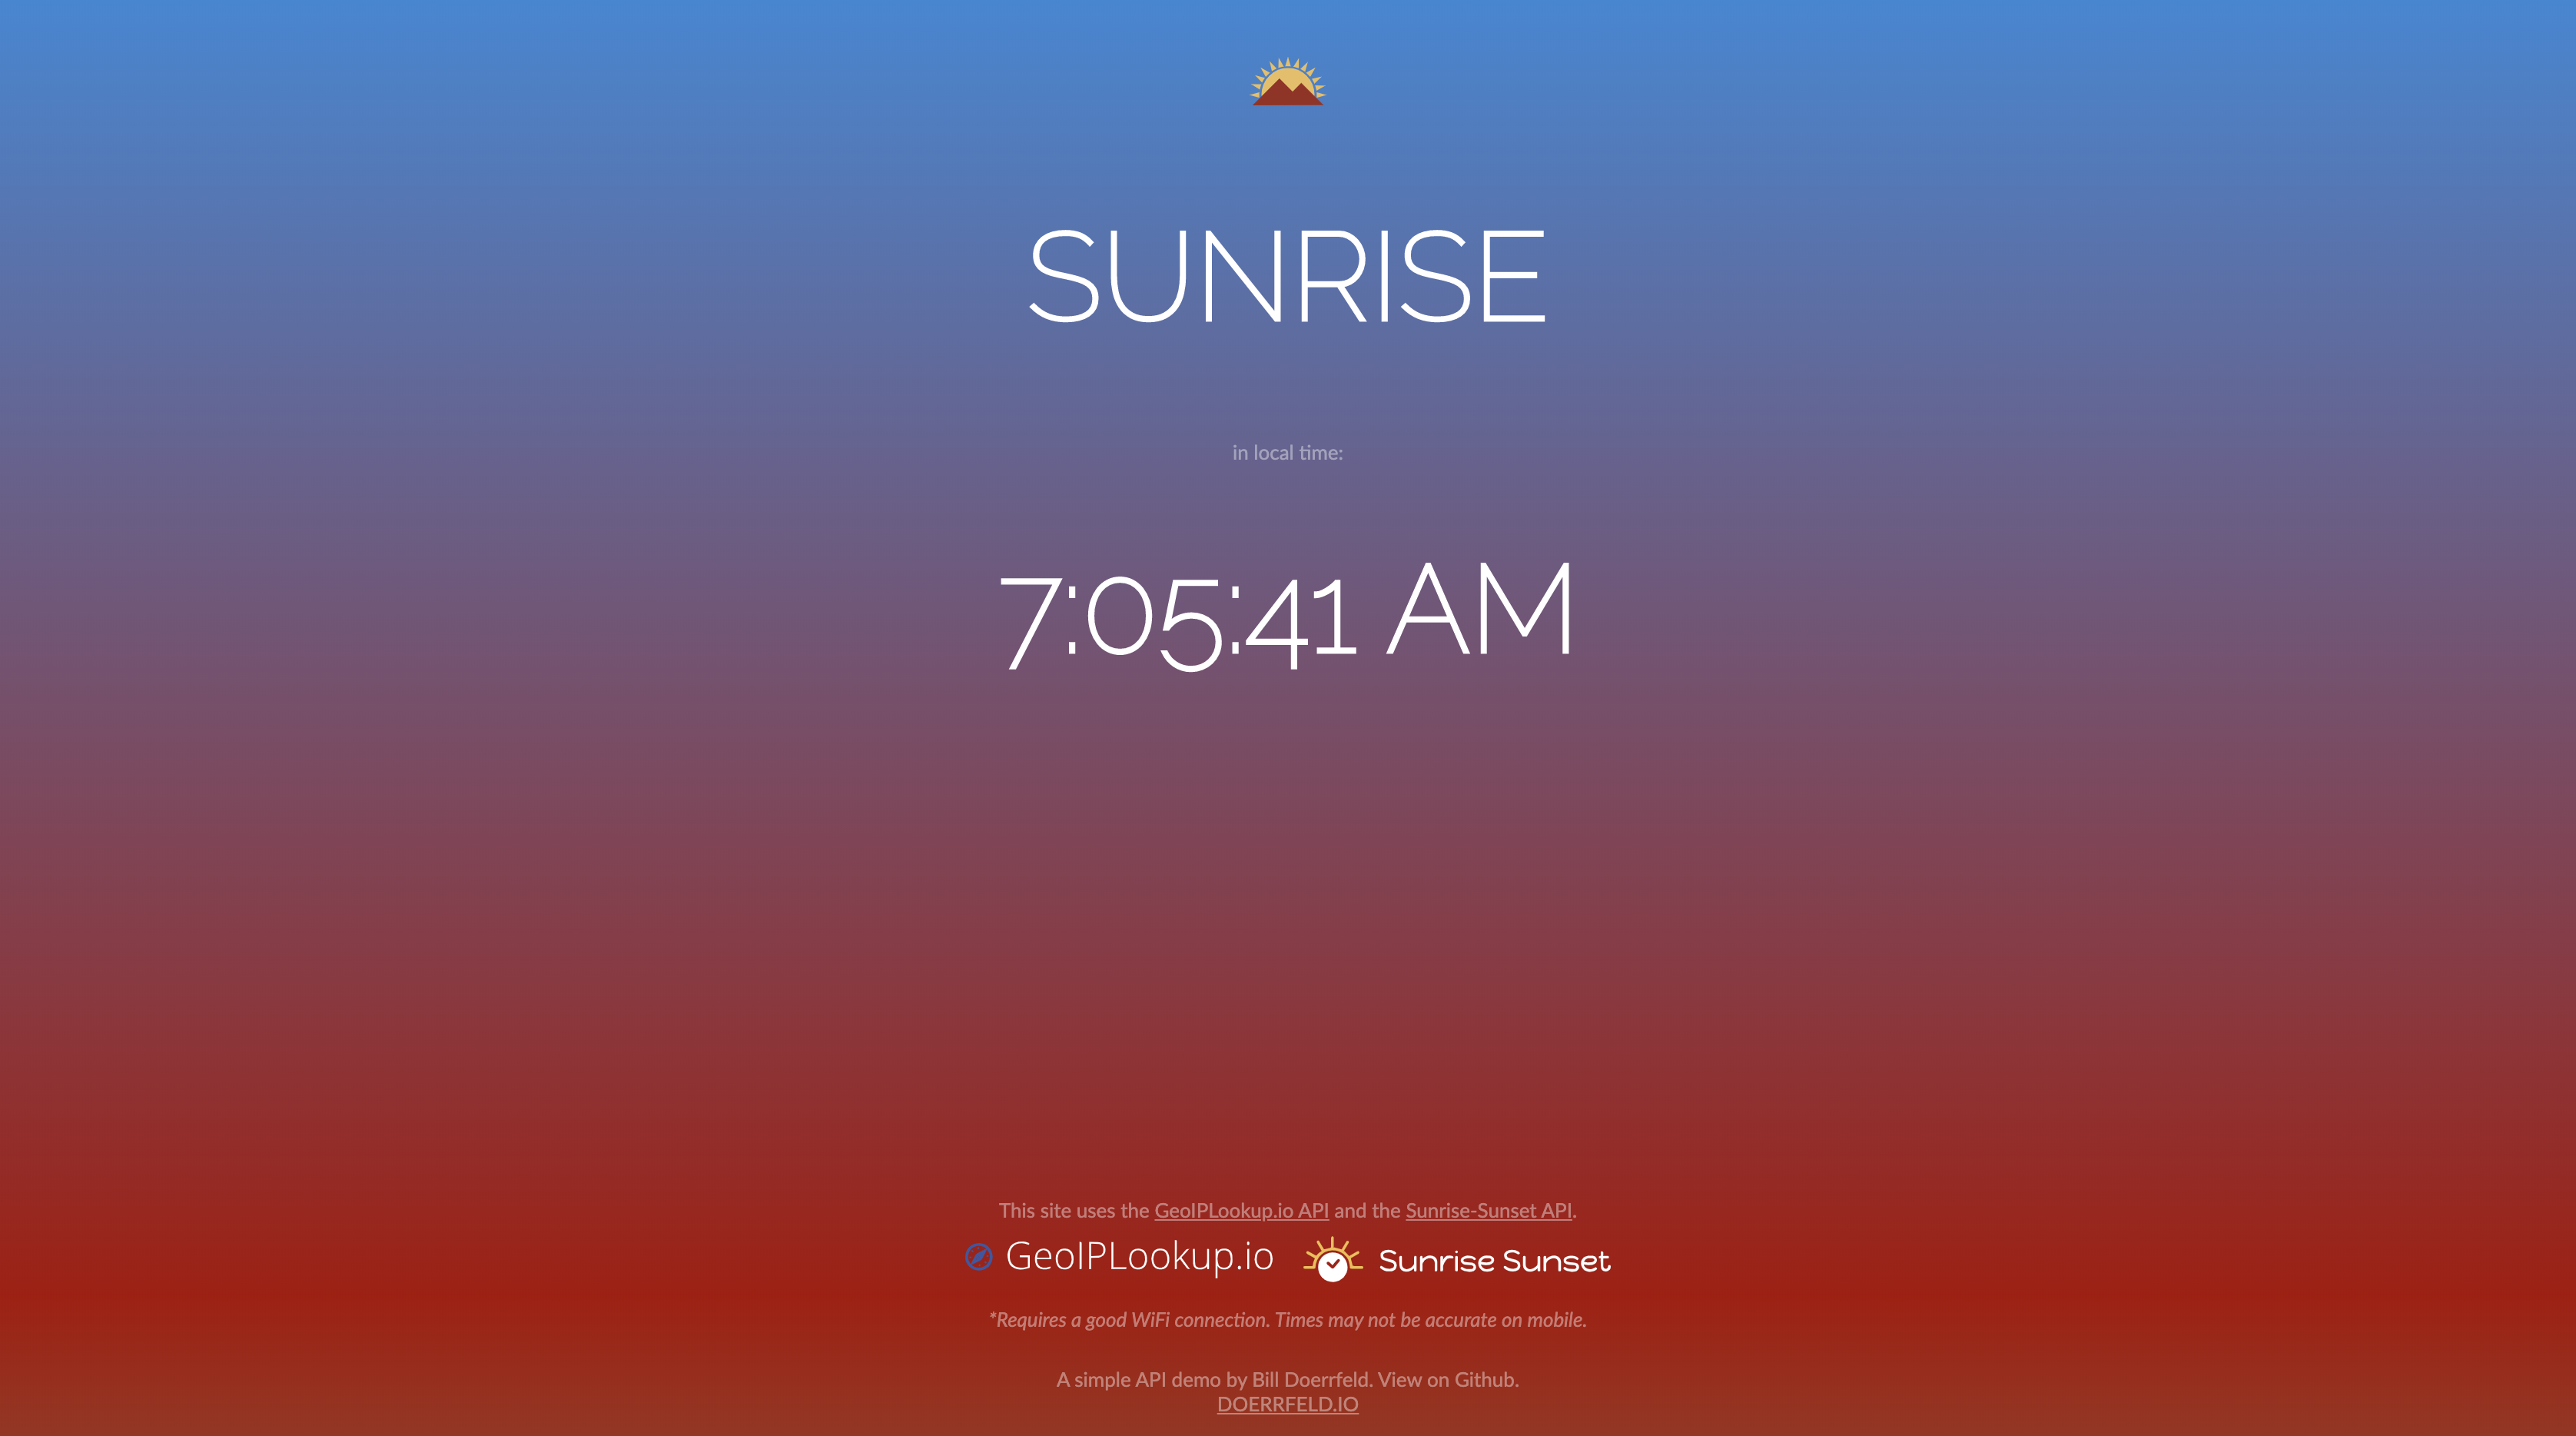 SUNRISE
in local time:
7:05:41 AM
This site uses the GeoIPLookup.io API and the Sunrise-Sunset API.
GeoIPLookup.io Sunrise Sunset
*Requires a good WiFi connection. Times may not be accurate on mobile.
A simple API demo by Bill Doerrfeld. View on Github.
DOERRFELD.IO